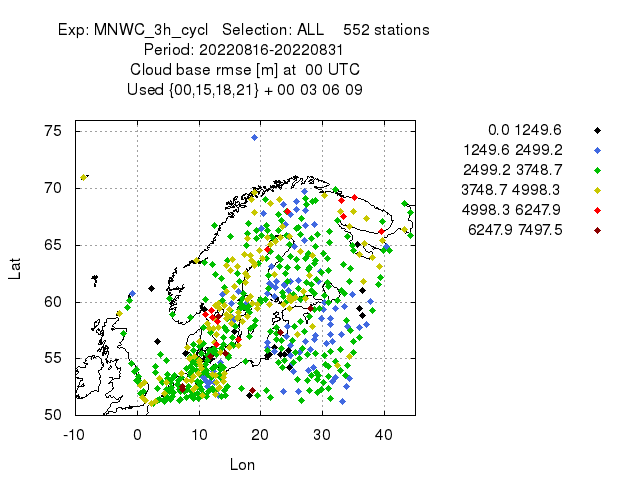 Exp: MNWC_3h_cycl Selection: ALL 552 stations
Period: 20220816-20220831
Cloud base rmse [m] at 00 UTC
Used {00,15,18,21} + 00 03 06 09
0.0 1249.6
1249.6 2499.2
2499.2 3748.7
3748.7 4998.3
4998.3 6247.9
6247.9 7497.5
75
70
65
60
55
50
Lat
-10 0 10 20 30 40
Lon